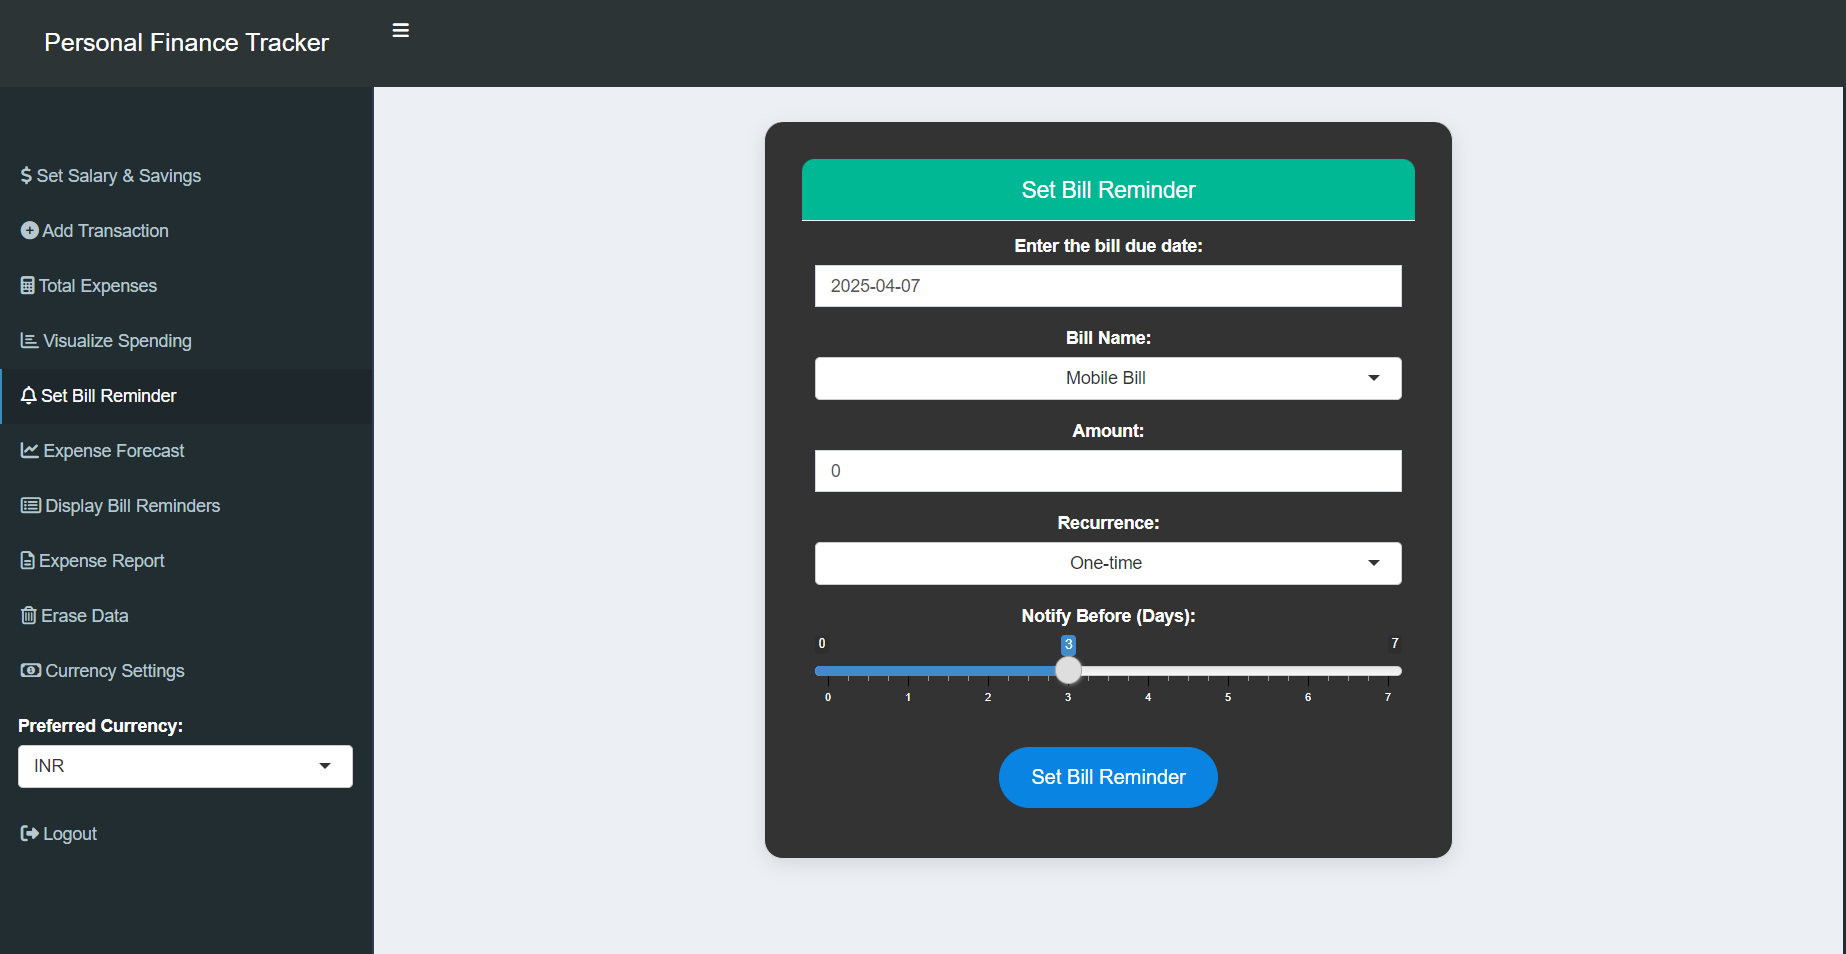 Personal Finance Tracker
Set Salary & Savings
Add Transaction
Total Expenses
Visualize Spending
Set Bill Reminder
Expense Forecast
Display Bill Reminders
Expense Report
Erase Data
Currency Settings
Preferred Currency:
INR
Logout
Set Bill Reminder
Enter the bill due date:
2025-04-07
Bill Name:
Mobile Bill
Amount:
0
Recurrence:
One-time
Notify Before (Days):
0 3 7
0 1 2 3 4 5 6 7
Set Bill Reminder